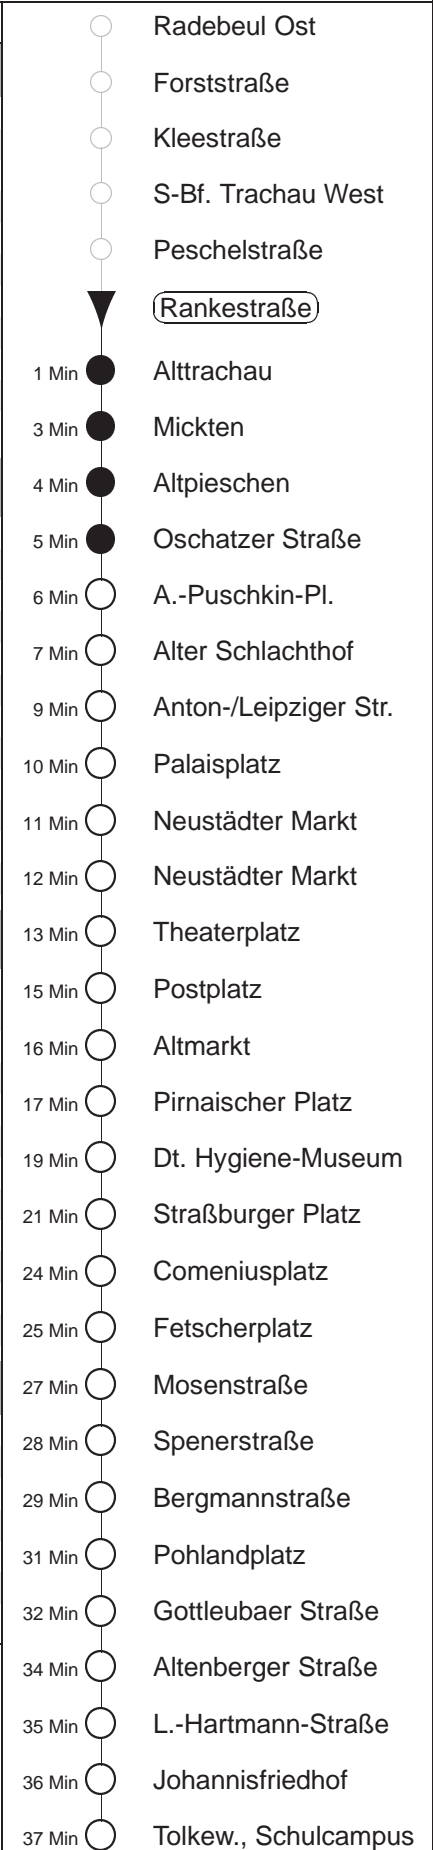 Radebeul Ost
Forststraße
Kleestraße
S-Bf. Trachau West
Peschelstraße
Rankestraße
1 Min Alttrachau
3 Min Mickten
4 Min Altpieschen
5 Min Oschatzer Straße
6 Min A.-Puschkin-Pl.
7 Min Alter Schlachthof
9 Min Anton-/Leipziger Str.
10 Min Palaisplatz
11 Min Neustädter Markt
12 Min Neustädter Markt
13 Min Theaterplatz
15 Min Postplatz
16 Min Altmarkt
17 Min Pirnaischer Platz
19 Min Dt. Hygiene-Museum
21 Min Straßburger Platz
24 Min Comeniusplatz
25 Min Fetscherplatz
27 Min Mosenstraße
28 Min Spenerstraße
29 Min Bergmannstraße
31 Min Pohlandplatz
32 Min Gottleubaer Straße
34 Min Altenberger Straße
35 Min L.-Hartmann-Straße
36 Min Johannisfriedhof
37 Min Tolkew., Schulcampus